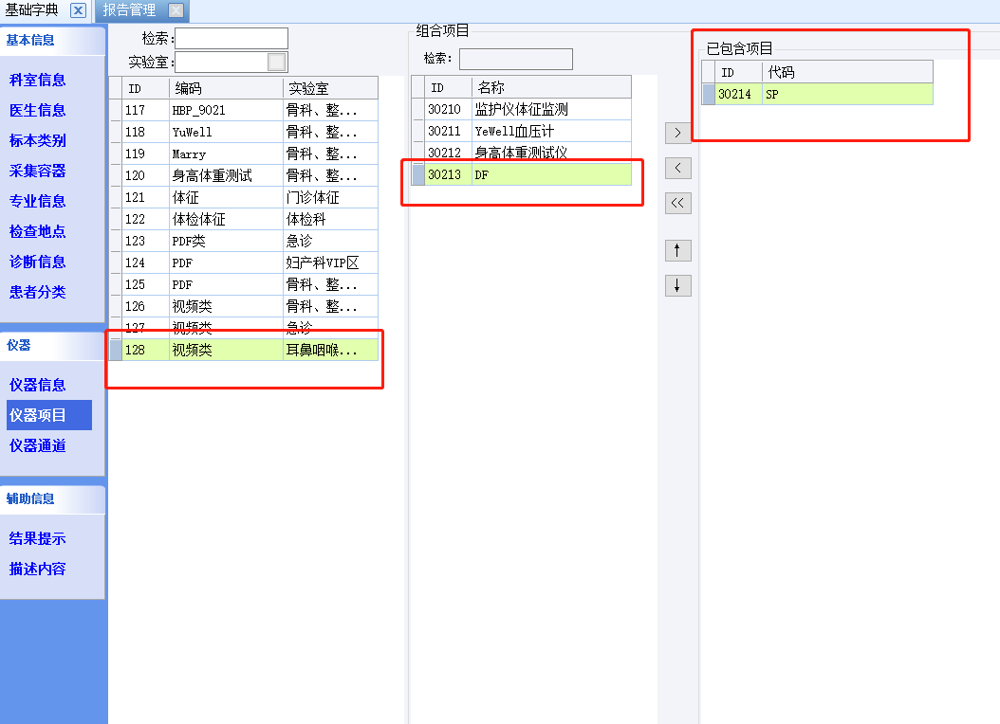 基础字典
报告管理
基本信息
科室信息
医生信息
标本类别
采集容器
专业信息
检查地点
诊断信息
患者分类
仪器
仪器信息
仪器项目
仪器通道
辅助信息
结果提示
描述内容
检索:
实验室:
ID 编码 实验室
117 HBP_9021 骨科、整...
118 YuWell 骨科、整...
119 Marry 骨科、整...
120 身高体重测试 骨科、整...
121 体征 门诊体征
122 体检体征 体检科
123 PDF类 急诊
124 PDF 妇产科VIP区
125 PDF 骨科、整...
126 视频类 骨科、整...
127 视频类 急诊
128 视频类 耳鼻咽喉...
组合项目
检索:
ID 名称
30210 监护仪体征监测
30211 YeWell血压计
30212 身高体重测试仪
30213 DF
>
<
<<
↑
↓
已包含项目
ID 代码
30214 SP